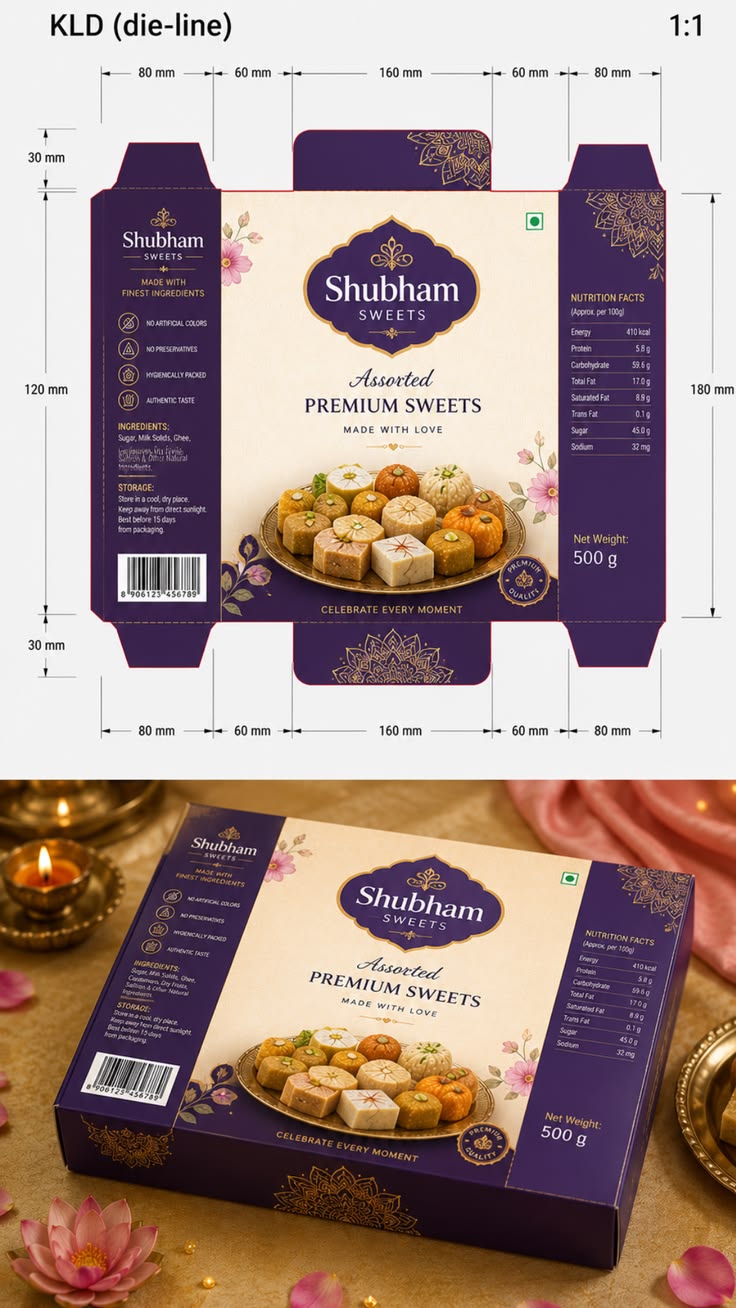 KLD (die-line)
1:1
80 mm
60 mm
160 mm
60 mm
80 mm
30 mm
120 mm
30 mm
180 mm
Shubham
SWEETS
MADE WITH
FINEST INGREDIENTS
NO ARTIFICIAL COLORS
NO PRESERVATIVES
HYGIENICALLY PACKED
AUTHENTIC TASTE
INGREDIENTS:
Sugar, Milk Solids, Ghee,
Saffron & Other Natural
Ingredients.
STORAGE:
Store in a cool, dry place.
Keep away from direct sunlight.
Best before 15 days
from packaging.
8 906123 456789
Shubham
SWEETS
Assorted
PREMIUM SWEETS
MADE WITH LOVE
PREMIUM
QUALITY
CELEBRATE EVERY MOMENT
NUTRITION FACTS
(Approx. per 100g)
Energy 410 kcal
Protein 5.8 g
Carbohydrate 59.6 g
Total Fat 17.0 g
Saturated Fat 8.9 g
Trans Fat 0.1 g
Sugar 45.0 g
Sodium 32 mg
Net Weight:
500 g
80 mm
60 mm
160 mm
60 mm
80 mm
Shubham
SWEETS
MADE WITH
FINEST INGREDIENTS
NO ARTIFICIAL COLORS
NO PRESERVATIVES
HYGIENICALLY PACKED
AUTHENTIC TASTE
INGREDIENTS:
Sugar, Milk Solids, Ghee,
Cardamom, Dry Fruits,
Saffron & Other Natural
Ingredients.
STORAGE:
Store in a cool, dry place.
Keep away from direct sunlight.
Best before 15 days
from packaging.
8 906123 456789
Shubham
SWEETS
Assorted
PREMIUM SWEETS
MADE WITH LOVE
PREMIUM
QUALITY
CELEBRATE EVERY MOMENT
NUTRITION FACTS
(Approx. per 100g)
Energy 410 kcal
Protein 5.8 g
Carbohydrate 59.6 g
Total Fat 17.0 g
Saturated Fat 8.9 g
Trans Fat 0.1 g
Sugar 45.0 g
Sodium 32 mg
Net Weight:
500 g